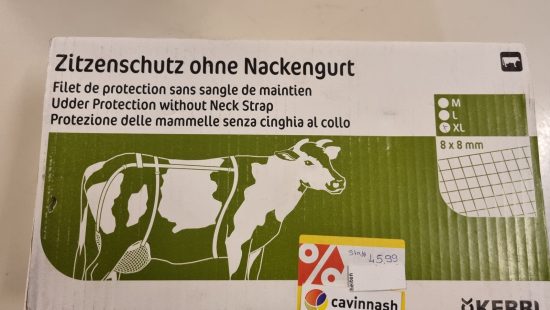 Zitzenschutz ohne Nackengurt
Filet de protection sans sangle de maintien
Udder Protection without Neck Strap
Protezione delle mammelle senza cinghia al collo
M
L
XL
8 x 8 mm
%
45,99
cavinnash
KERBL